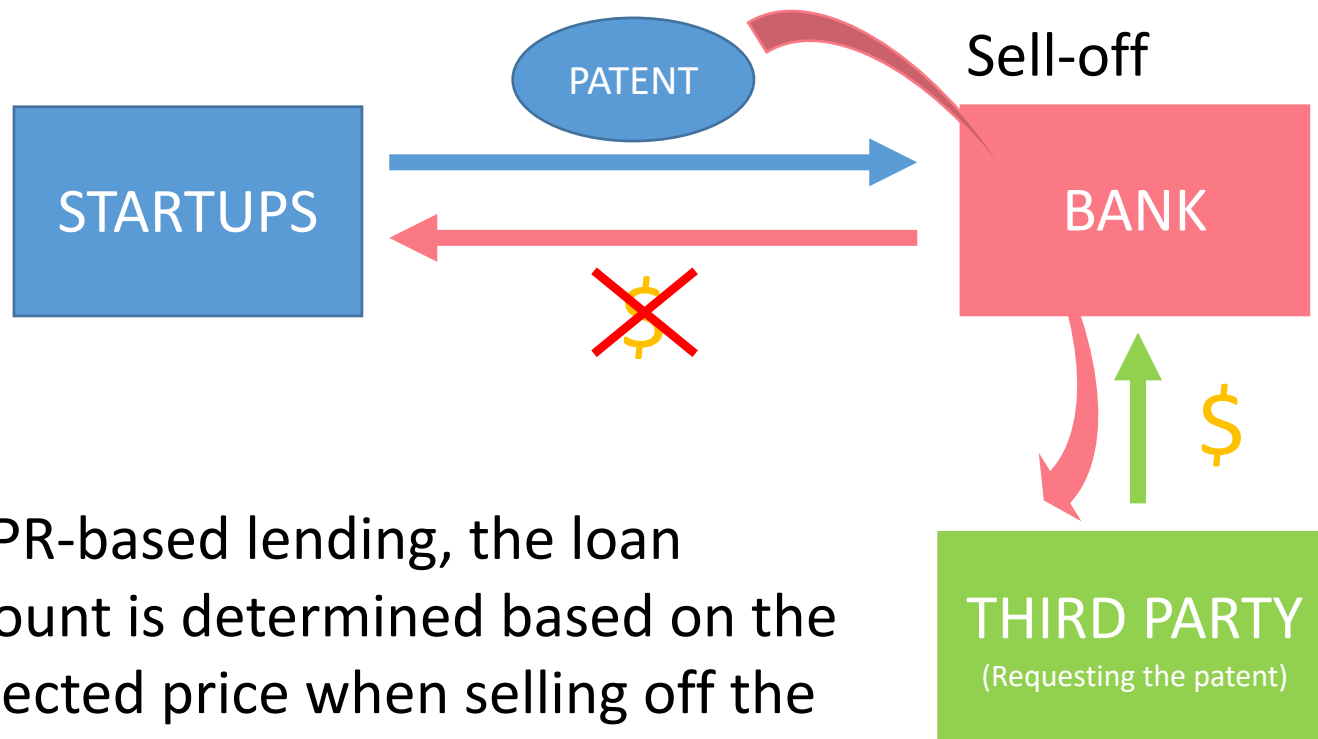 Sell-off
PATENT
STARTUPS
BANK
$
$
PR-based lending, the loan
ount is determined based on the
ected price when selling off the
THIRD PARTY
(Requesting the patent)